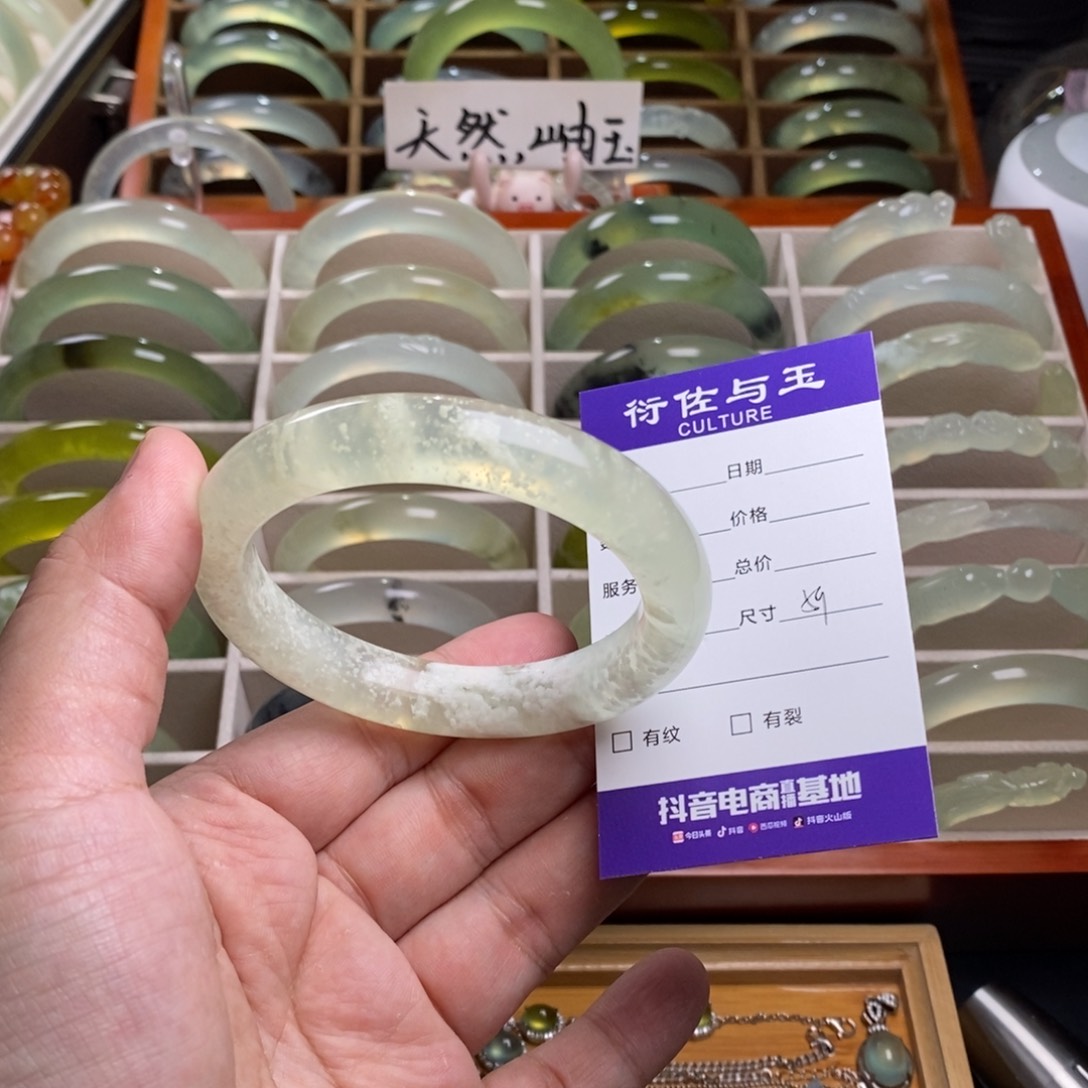 天然岫玉
衍佐与玉
CULTURE
日期
价格
总价
服务
尺寸 59
有纹
有裂
抖音电商直播基地
今日头条 抖音 西瓜视频 抖音火山版